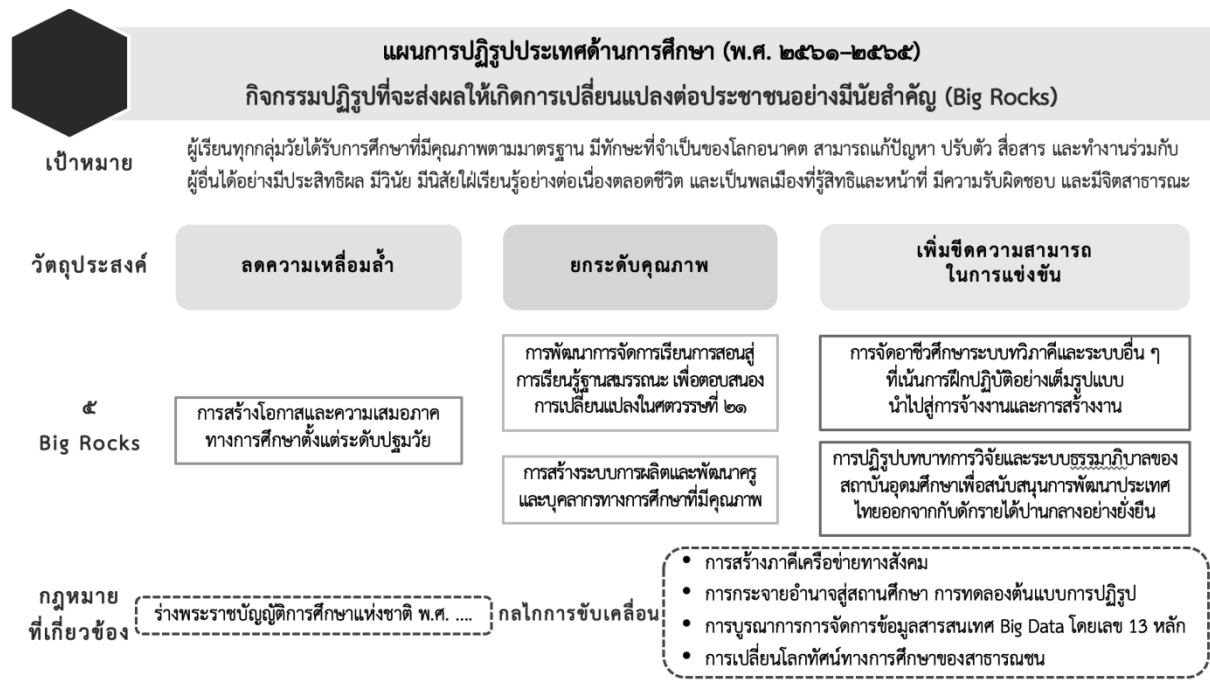 แผนการปฏิรูปประเทศด้านการศึกษา (พ.ศ. ๒๕๖๑–๒๕๖๕)
กิจกรรมปฏิรูปที่จะส่งผลให้เกิดการเปลี่ยนแปลงต่อประชาชนอย่างมีนัยสำคัญ (Big Rocks)
เป้าหมาย
ผู้เรียนทุกกลุ่มวัยได้รับการศึกษาที่มีคุณภาพตามมาตรฐาน มีทักษะที่จำเป็นของโลกอนาคต สามารถแก้ปัญหา ปรับตัว สื่อสาร และทำงานร่วมกับ
ผู้อื่นได้อย่างมีประสิทธิผล มีวินัย มีนิสัยใฝ่เรียนรู้อย่างต่อเนื่องตลอดชีวิต และเป็นพลเมืองที่รู้สิทธิและหน้าที่ มีความรับผิดชอบ และมีจิตสาธารณะ
วัตถุประสงค์
ลดความเหลื่อมล้ำ
ยกระดับคุณภาพ
เพิ่มขีดความสามารถ
ในการแข่งขัน
๕
Big Rocks
การสร้างโอกาสและความเสมอภาค
ทางการศึกษาตั้งแต่ระดับปฐมวัย
การพัฒนาการจัดการเรียนการสอนสู่
การเรียนรู้ฐานสมรรถนะ เพื่อตอบสนอง
การเปลี่ยนแปลงในศตวรรษที่ ๒๑
การสร้างระบบการผลิตและพัฒนาครู
และบุคลากรทางการศึกษาที่มีคุณภาพ
การจัดอาชีวศึกษาระบบทวิภาคีและระบบอื่น ๆ
ที่เน้นการฝึกปฏิบัติอย่างเต็มรูปแบบ
นำไปสู่การจ้างงานและการสร้างงาน
การปฏิรูปบทบาทการวิจัยและระบบธรรมาภิบาลของ
สถาบันอุดมศึกษาเพื่อสนับสนุนการพัฒนาประเทศ
ไทยออกจากกับดักรายได้ปานกลางอย่างยั่งยืน
กฎหมาย
ที่เกี่ยวข้อง
ร่างพระราชบัญญัติการศึกษาแห่งชาติ พ.ศ. ....
กลไกการขับเคลื่อน
• การสร้างภาคีเครือข่ายทางสังคม
• การกระจายอำนาจสู่สถานศึกษา การทดลองต้นแบบการปฏิรูป
• การบูรณาการการจัดการข้อมูลสารสนเทศ Big Data โดยเลข 13 หลัก
• การเปลี่ยนโลกทัศน์ทางการศึกษาของสาธารณชน